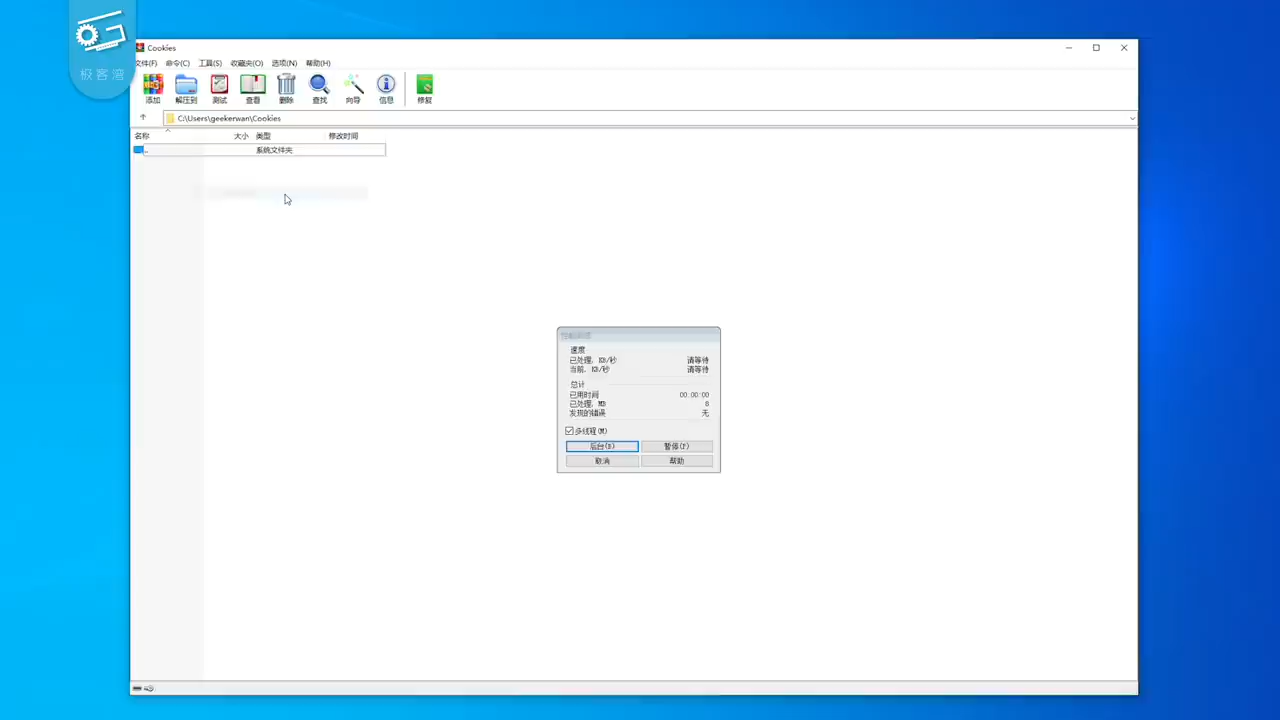 极客湾
Cookies
文件(F) 命令(C) 工具(S) 收藏夹(O) 选项(N) 帮助(H)
添加 解压到 测试 查看 删除 查找 向导 信息 修复
C:\Users\geekerwan\Cookies
名称 大小 类型 修改时间
.. 系统文件夹
速度
已处理, KB/秒 请等待
当前, KB/秒 请等待
总计
已用时间 00:00:00
已处理, MB 0
发现的错误 无
多线程(M)
后台(B) 暂停(P)
取消 帮助